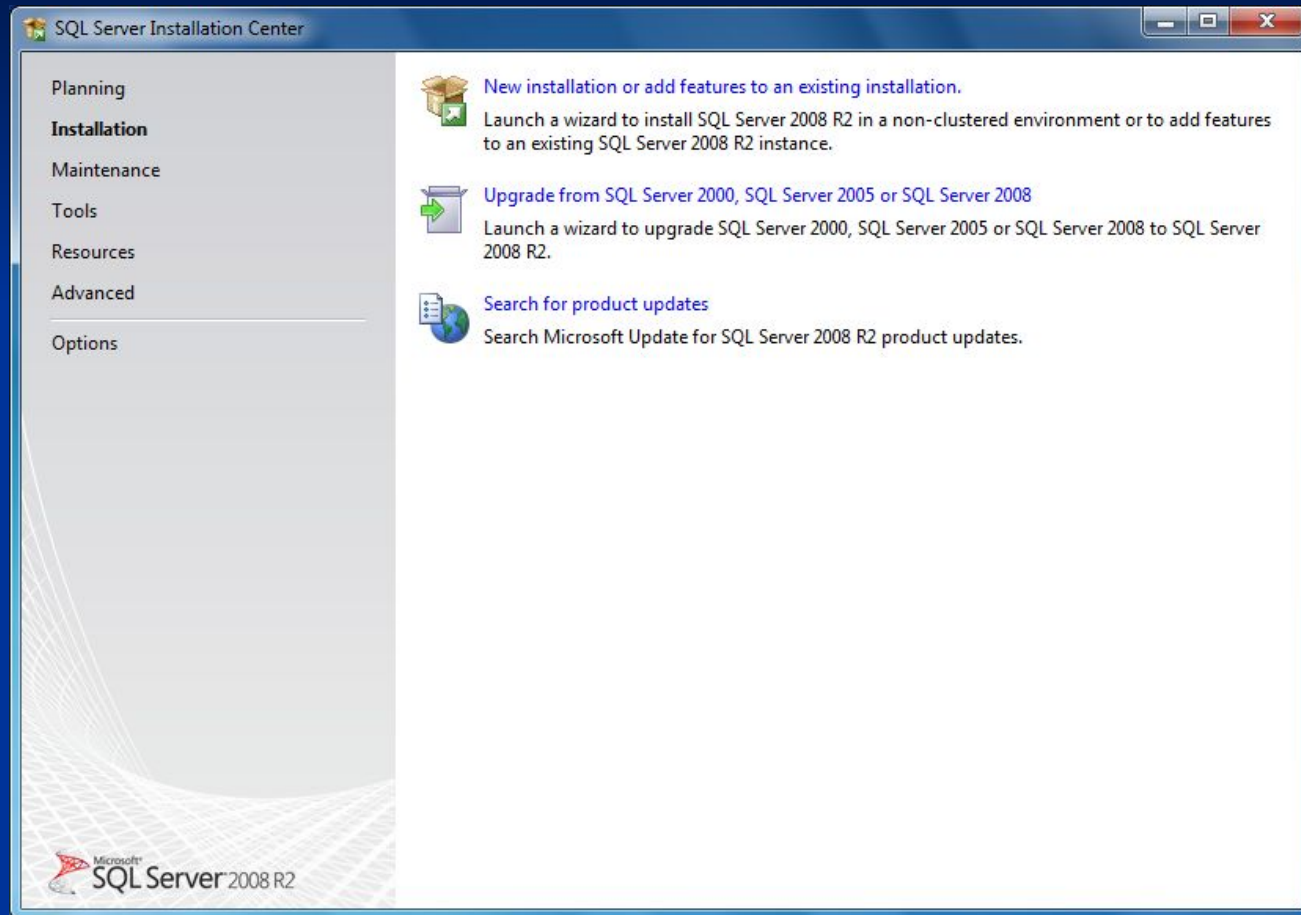 SQL Server Installation Center
Planning
Installation
Maintenance
Tools
Resources
Advanced
Options
New installation or add features to an existing installation.
Launch a wizard to install SQL Server 2008 R2 in a non-clustered environment or to add features
to an existing SQL Server 2008 R2 instance.
Upgrade from SQL Server 2000, SQL Server 2005 or SQL Server 2008
Launch a wizard to upgrade SQL Server 2000, SQL Server 2005 or SQL Server 2008 to SQL Server
2008 R2.
Search for product updates
Search Microsoft Update for SQL Server 2008 R2 product updates.
Microsoft®
SQL Server 2008 R2